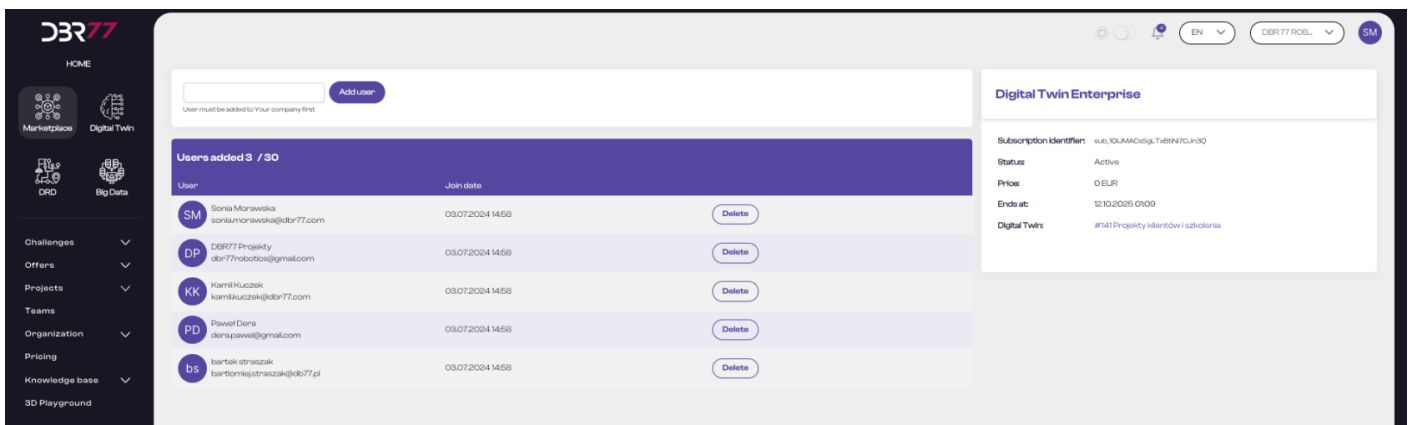 DBR77
HOME
Marketplace
Digital Twin
DRD
Big Data
Challenges
Offers
Projects
Teams
Organization
Pricing
Knowledge base
3D Playground
EN
DBR 77 ROB...
SM
Add user
User must be added to Your company first
Users added 3 / 30
User Join date
SM Sonia Morawska 03.07.2024 14:58 Delete
sonia.morawska@dbr77.com
DP DBR77 Projekty 03.07.2024 14:58 Delete
dbr77robotics@gmail.com
KK Kamil Kuczek 03.07.2024 14:58 Delete
kamil.kuczek@dbr77.com
PD Paweł Dera 03.07.2024 14:58 Delete
dera.pawel@gmail.com
bs bartek straszak 03.07.2024 14:58 Delete
bartlomiej.straszak@db77.pl
Digital Twin Enterprise
Subscription identifier:
Status: Active
Price: 0 EUR
Ends at: 12.10.2025 01:09
Digital Twin: #141 Projekty klientów i szkolenia